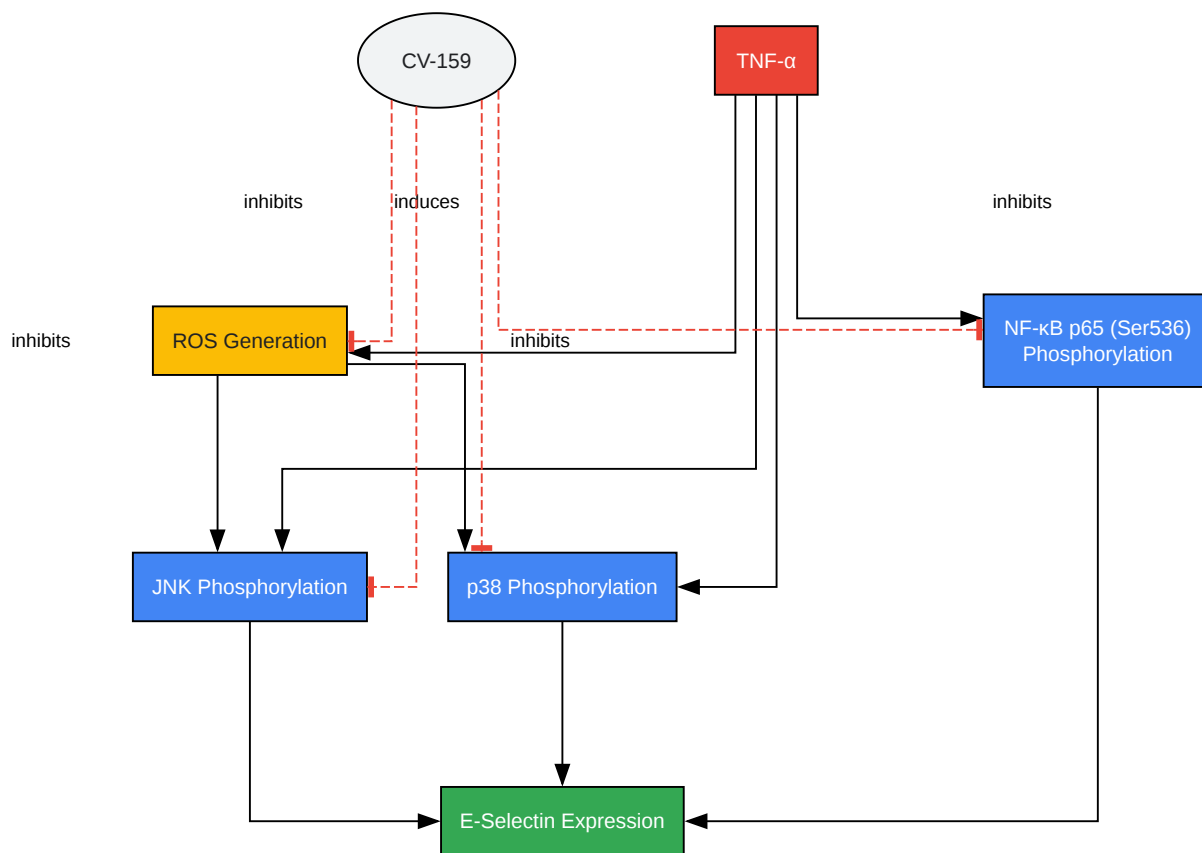 CV-159
TNF-α
inhibits
induces
inhibits
ROS Generation
inhibits
inhibits
NF-κB p65 (Ser536)
Phosphorylation
JNK Phosphorylation
p38 Phosphorylation
E-Selectin Expression